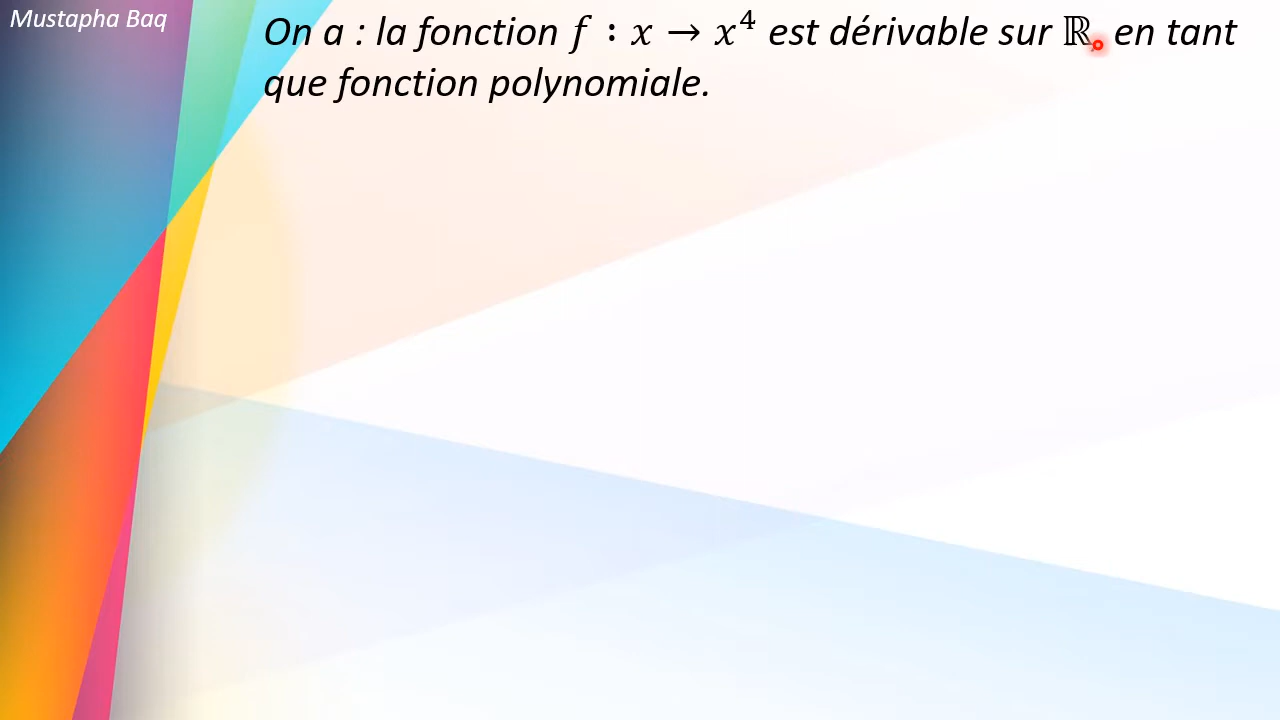 Mustapha Baq
On a : la fonction 𝑓 : 𝑥 → 𝑥⁴ est dérivable sur ℝ en tant
que fonction polynomiale.